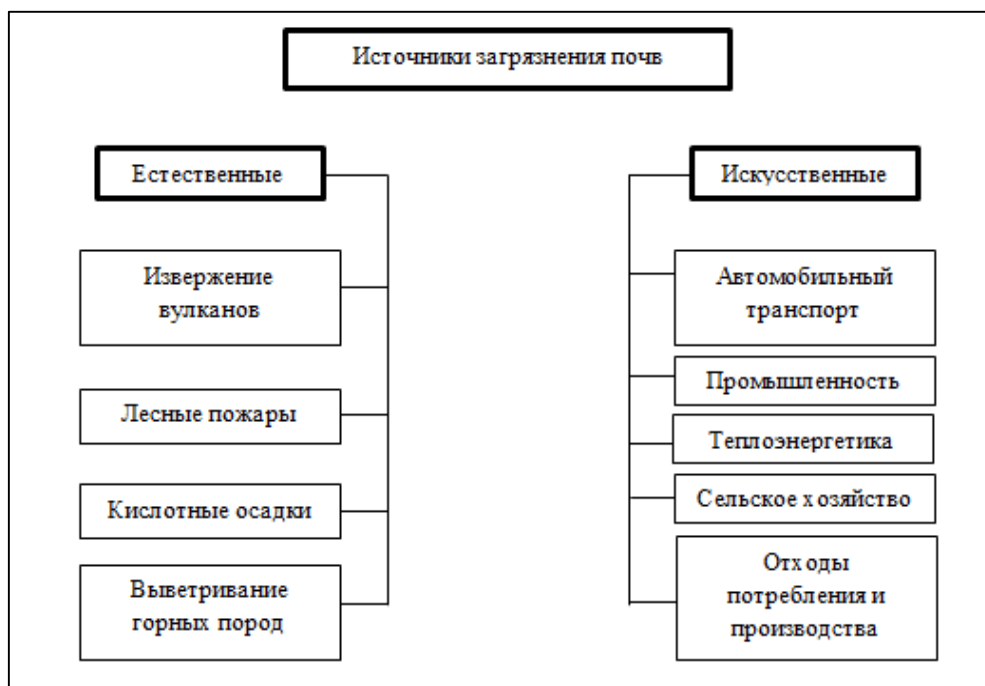 Источники загрязнения почв
Естественные
Извержение
вулканов
Лесные пожары
Кислотные осадки
Выветривание
горных пород
Искусственные
Автомобильный
транспорт
Промышленность
Теплоэнергетика
Сельское хозяйство
Отходы
потребления и
производства